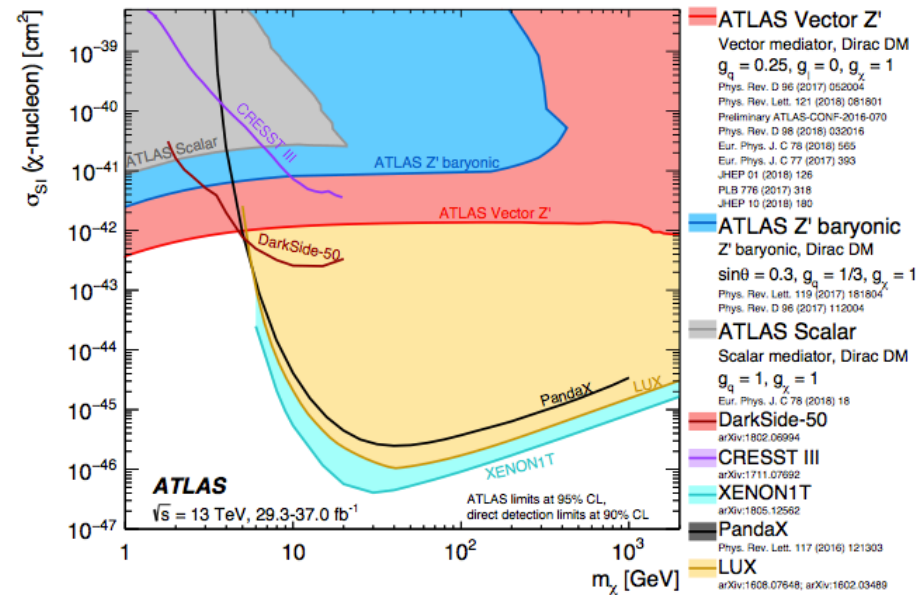 σSI (χ-nucleon) [cm²]
10⁻³⁹
10⁻⁴⁰
10⁻⁴¹
10⁻⁴²
10⁻⁴³
10⁻⁴⁴
10⁻⁴⁵
10⁻⁴⁶
10⁻⁴⁷
CRESST III
ATLAS Scalar
ATLAS Z' baryonic
ATLAS Vector Z'
DarkSide-50
PandaX
LUX
XENON1T
ATLAS
√s = 13 TeV, 29.3-37.0 fb⁻¹
ATLAS limits at 95% CL,
direct detection limits at 90% CL
1 10 10² 10³
mχ [GeV]
ATLAS Vector Z'
Vector mediator, Dirac DM
gq = 0.25, gl = 0, gχ = 1
Phys. Rev. D 96 (2017) 052004
Phys. Rev. Lett. 121 (2018) 081801
Preliminary ATLAS-CONF-2016-070
Phys. Rev. D 98 (2018) 032016
Eur. Phys. J. C 78 (2018) 565
Eur. Phys. J. C 77 (2017) 393
JHEP 01 (2018) 126
PLB 776 (2017) 318
JHEP 10 (2018) 180
ATLAS Z' baryonic
Z' baryonic, Dirac DM
sinθ = 0.3, gq = 1/3, gχ = 1
Phys. Rev. Lett. 119 (2017) 181804
Phys. Rev. D 96 (2017) 112004
ATLAS Scalar
Scalar mediator, Dirac DM
gq = 1, gχ = 1
Eur. Phys. J. C 78 (2018) 18
DarkSide-50
arXiv:1802.06994
CRESST III
arXiv:1711.07692
XENON1T
arXiv:1805.12562
PandaX
Phys. Rev. Lett. 117 (2016) 121303
LUX
arXiv:1608.07648; arXiv:1602.03489